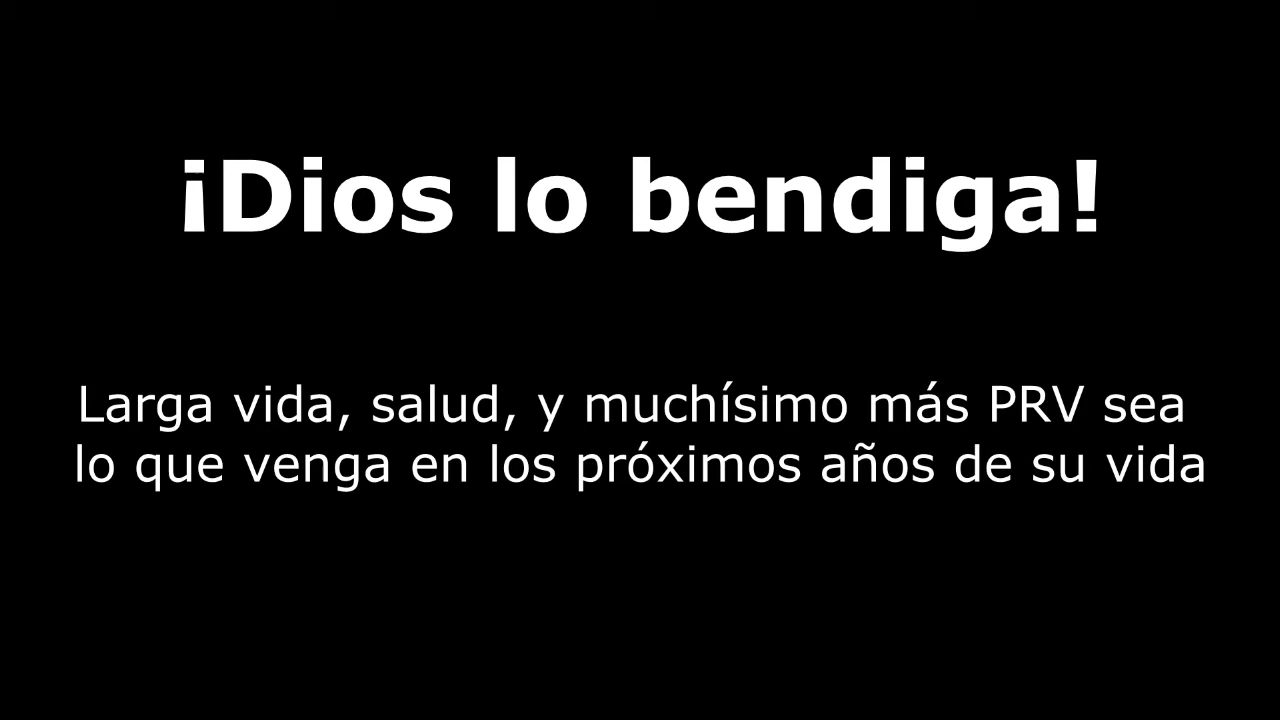 ¡Dios lo bendiga!
Larga vida, salud, y muchísimo más PRV sea
lo que venga en los próximos años de su vida